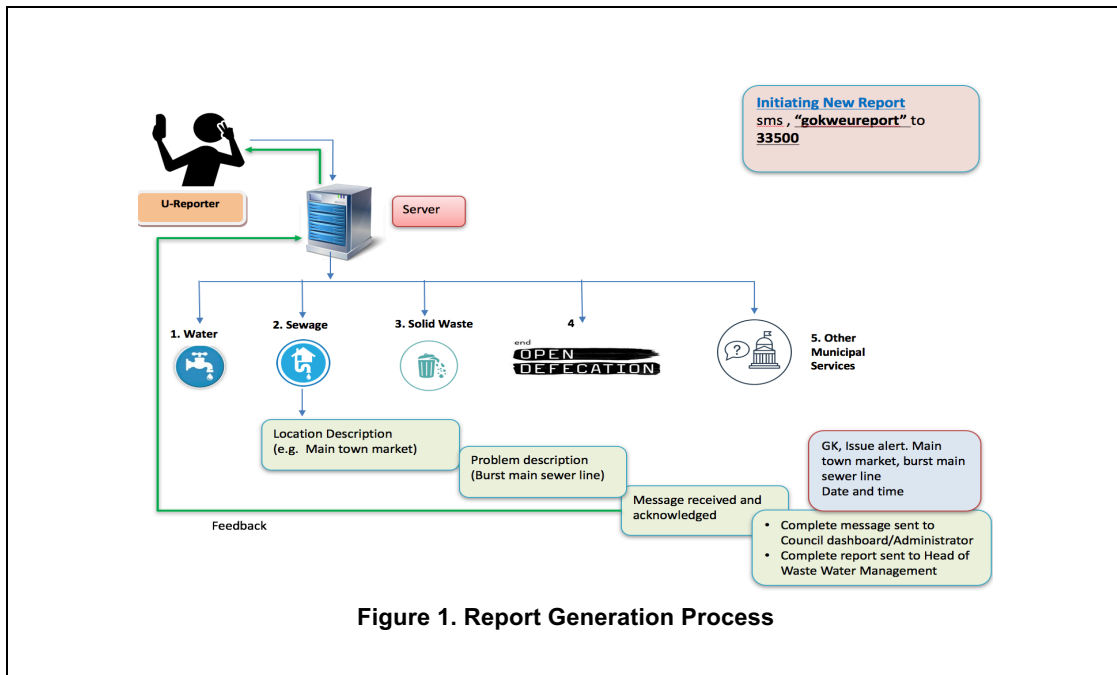 Initiating New Report
sms , “gokweureport” to
33500
U-Reporter
Server
1. Water
2. Sewage
3. Solid Waste
4
end
OPEN
DEFECATION
5. Other
Municipal
Services
?
Location Description
(e.g. Main town market)
Problem description
(Burst main sewer line)
Message received and
acknowledged
Feedback
GK, Issue alert. Main
town market, burst main
sewer line
Date and time
• Complete message sent to
Council dashboard/Administrator
• Complete report sent to Head of
Waste Water Management
Figure 1. Report Generation Process